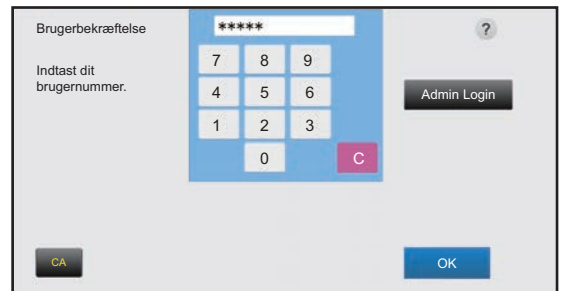 Brugerbekræftelse
*****
?
Indtast dit
brugernummer.
7 8 9
4 5 6
1 2 3
0 C
Admin Login
CA
OK